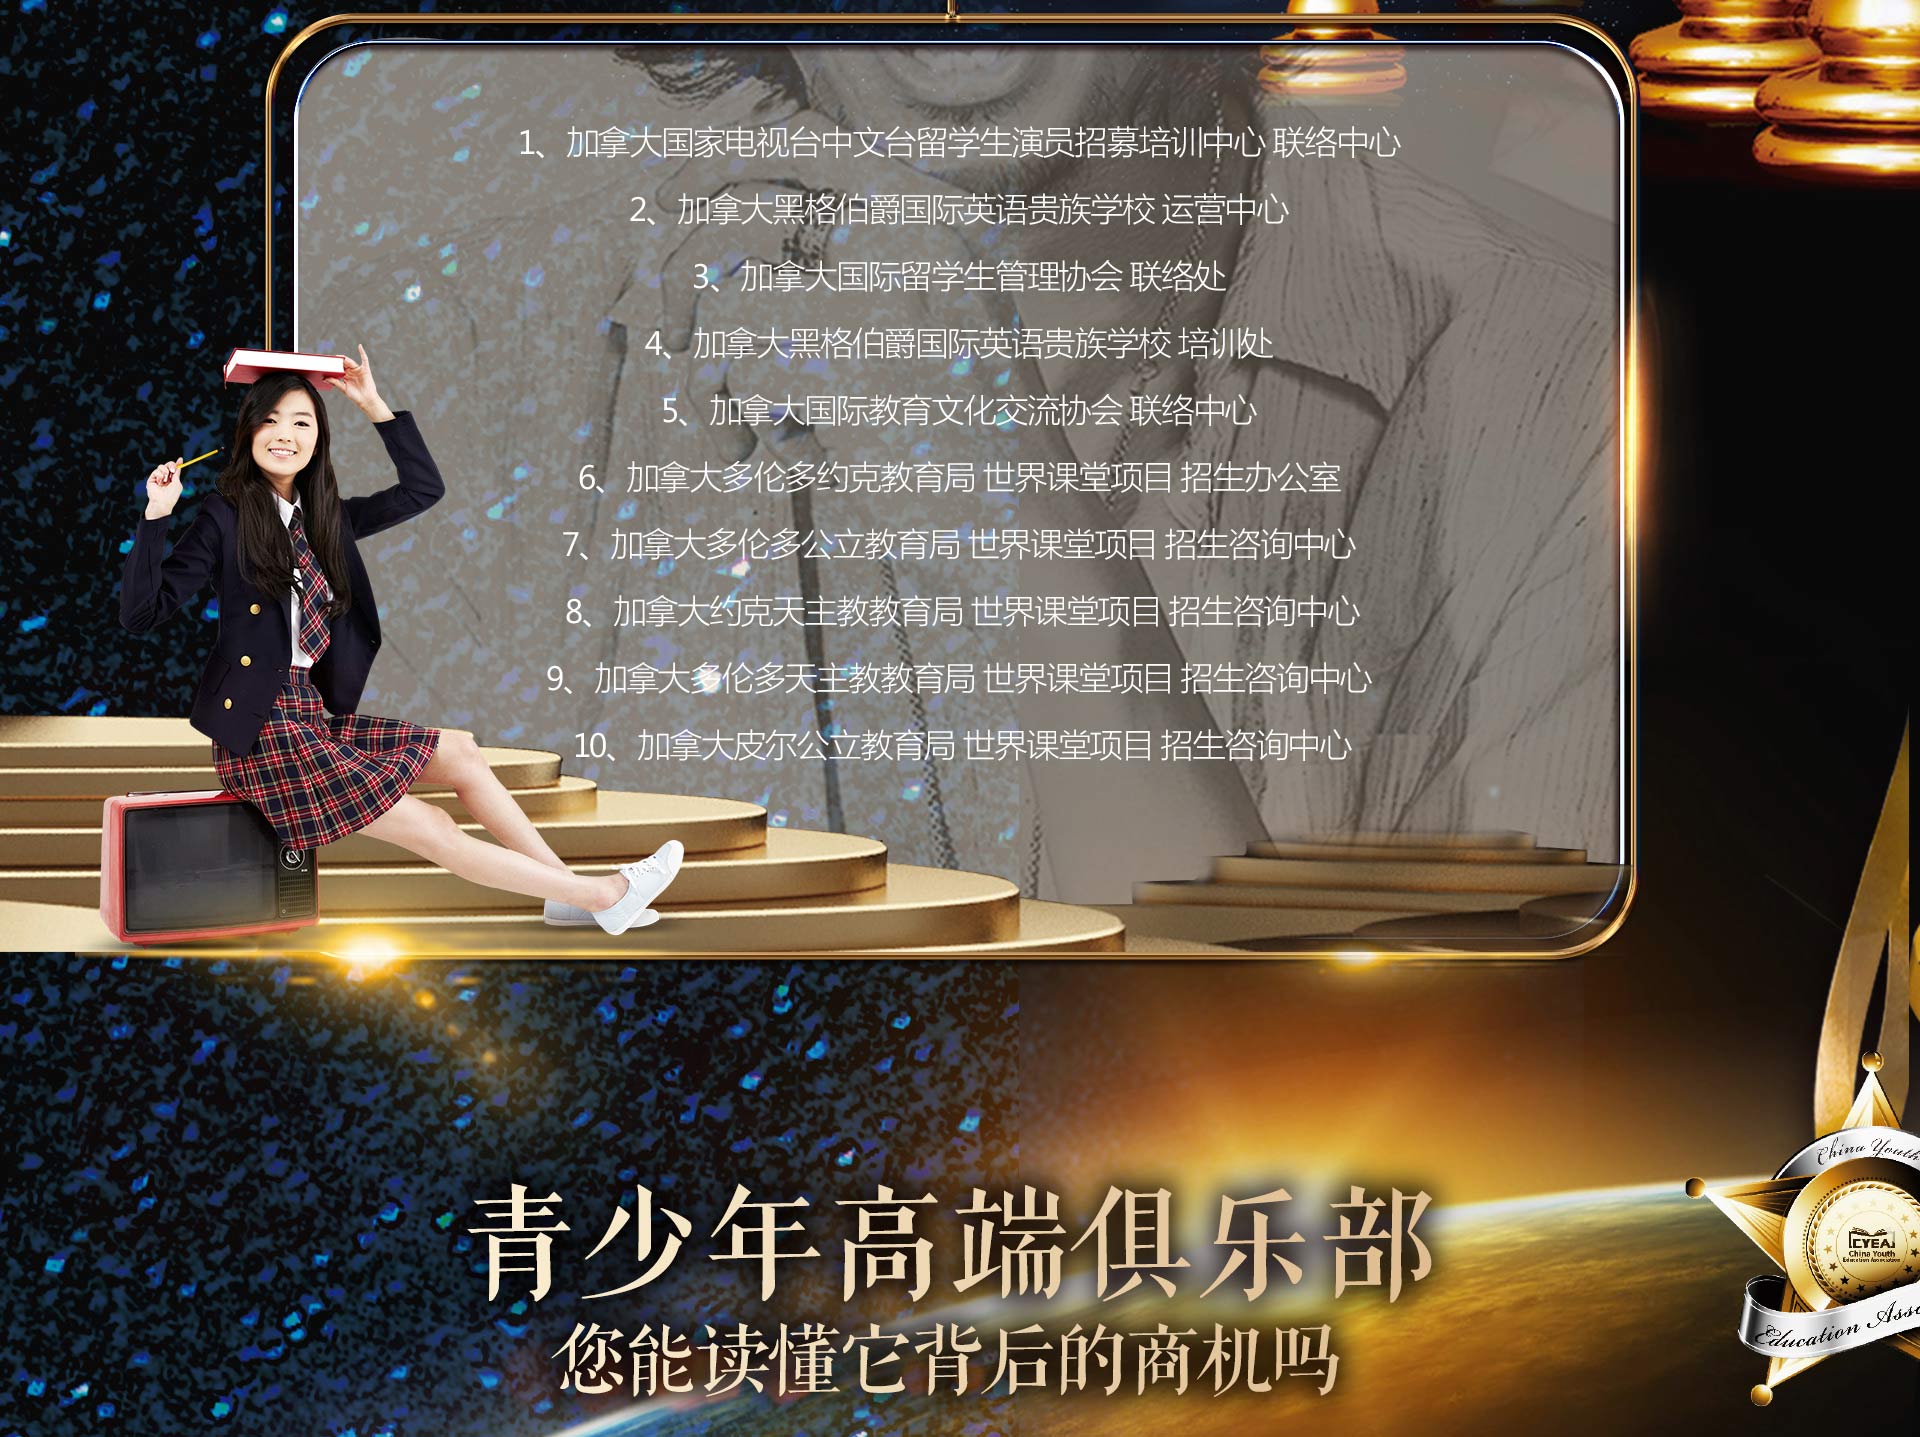 1、加拿大国家电视台中文台留学生演员招募培训中心 联络中心
2、加拿大黑格伯爵国际英语贵族学校 运营中心
3、加拿大国际留学生管理协会 联络处
4、加拿大黑格伯爵国际英语贵族学校 培训处
5、加拿大国际教育文化交流协会 联络中心
6、加拿大多伦多约克教育局 世界课堂项目 招生办公室
7、加拿大多伦多公立教育局 世界课堂项目 招生咨询中心
8、加拿大约克天主教教育局 世界课堂项目 招生咨询中心
9、加拿大多伦多天主教教育局 世界课堂项目 招生咨询中心
10、加拿大皮尔公立教育局 世界课堂项目 招生咨询中心
China Youth
CYEA
China Youth
Education Association
Education Asso
青少年高端俱乐部
您能读懂它背后的商机吗